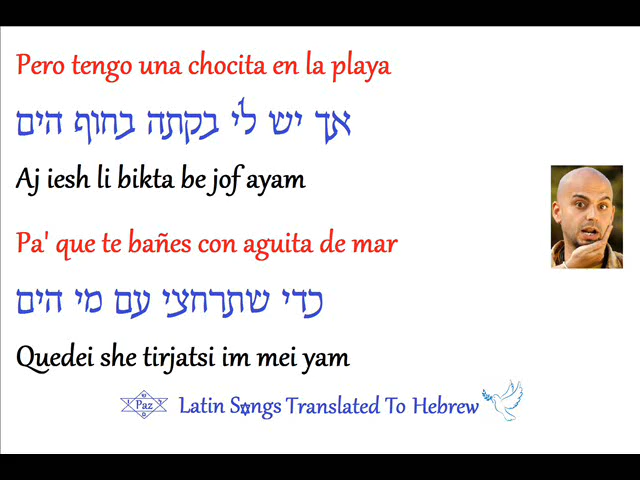 Pero tengo una chocita en la playa
אך יש לי בקתה בחוף הים
Aj iesh li bikta be jof ayam
Pa' que te bañes con aguita de mar
כדי שתרחצי עם מי הים
Quedei she tirjatsi im mei yam
Paz Latin Songs Translated To Hebrew